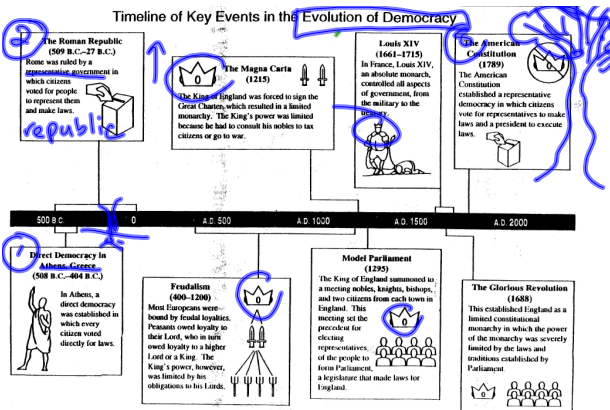 Timeline of Key Events in the Evolution of Democracy
2
The Roman Republic
(509 B.C.–27 B.C.)
Rome was ruled by a
representative government in
which citizens
voted for people
to represent them
and make laws.
republic
The Magna Carta
(1215)
The King of England was forced to sign the
Great Charter, which resulted in a limited
monarchy. The King's power was limited
because he had to consult his nobles to tax
citizens or go to war.
Louis XIV
(1661–1715)
In France, Louis XIV,
an absolute monarch,
controlled all aspects
of government, from
the military to the
treasury.
The American
Constitution
(1789)
The American
Constitution
established a representative
democracy in which citizens
vote for representatives to make
laws and a president to execute
laws.
500 B.C. 0 A.D. 500 A.D. 1000 A.D. 1500 A.D. 2000
1
Direct Democracy in
Athens, Greece
(508 B.C.–404 B.C.)
In Athens, a
direct democracy
was established in
which every
citizen voted
directly for laws.
Feudalism
(400–1200)
Most Europeans were
bound by feudal loyalties.
Peasants owed loyalty to
their Lord, who in turn
owed loyalty to a higher
Lord or a King. The
King's power, however,
was limited by his
obligations to his Lords.
Model Parliament
(1295)
The King of England summoned to
a meeting nobles, knights, bishops,
and two citizens from each town in
England. This
meeting set the
precedent for
electing
representatives,
of the people to
form Parliament,
a legislature that made laws for
England.
The Glorious Revolution
(1688)
This established England as a
limited constitutional
monarchy in which the power
of the monarchy was severely
limited by the laws and
traditions established by
Parliament.